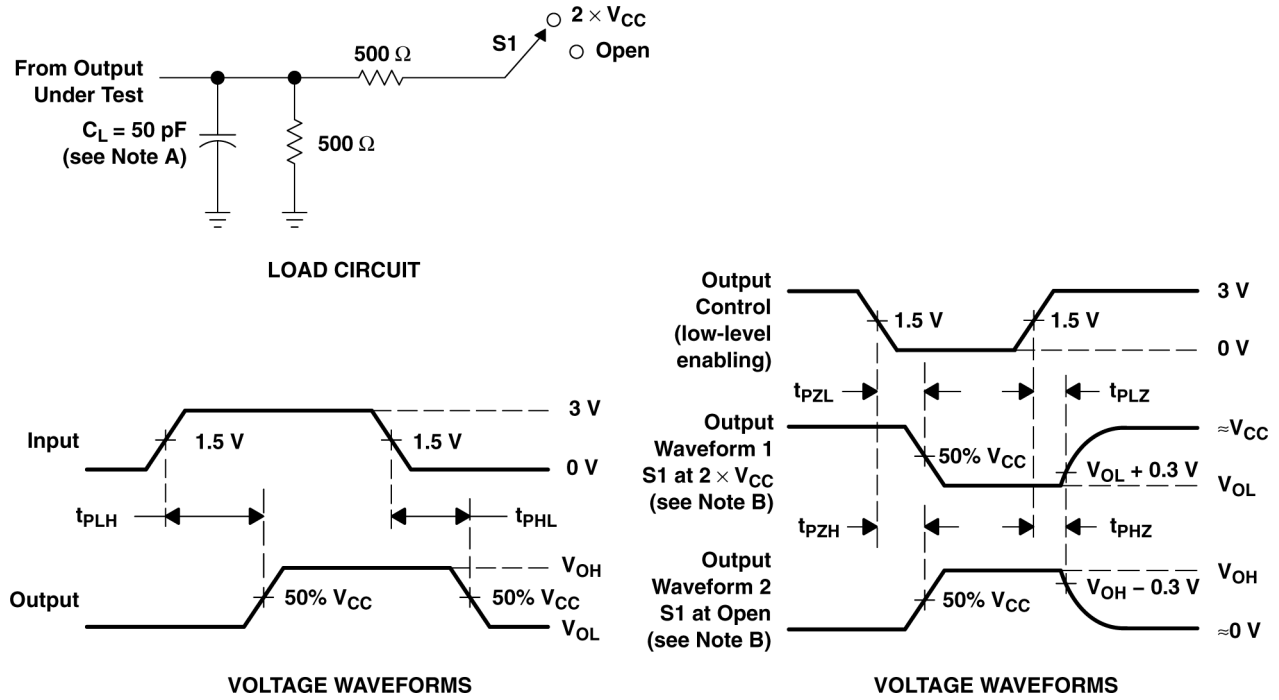 2 × VCC
S1
Open
500 Ω
From Output
Under Test
CL = 50 pF
(see Note A)
500 Ω
LOAD CIRCUIT
Input
1.5 V
1.5 V
3 V
0 V
tPLH
tPHL
Output
50% VCC
50% VCC
VOH
VOL
VOLTAGE WAVEFORMS
Output
Control
(low-level
enabling)
1.5 V
1.5 V
3 V
0 V
tPZL
tPLZ
Output
Waveform 1
S1 at 2 × VCC
(see Note B)
50% VCC
≈VCC
VOL + 0.3 V
VOL
tPZH
tPHZ
Output
Waveform 2
S1 at Open
(see Note B)
50% VCC
VOH
VOH − 0.3 V
≈0 V
VOLTAGE WAVEFORMS